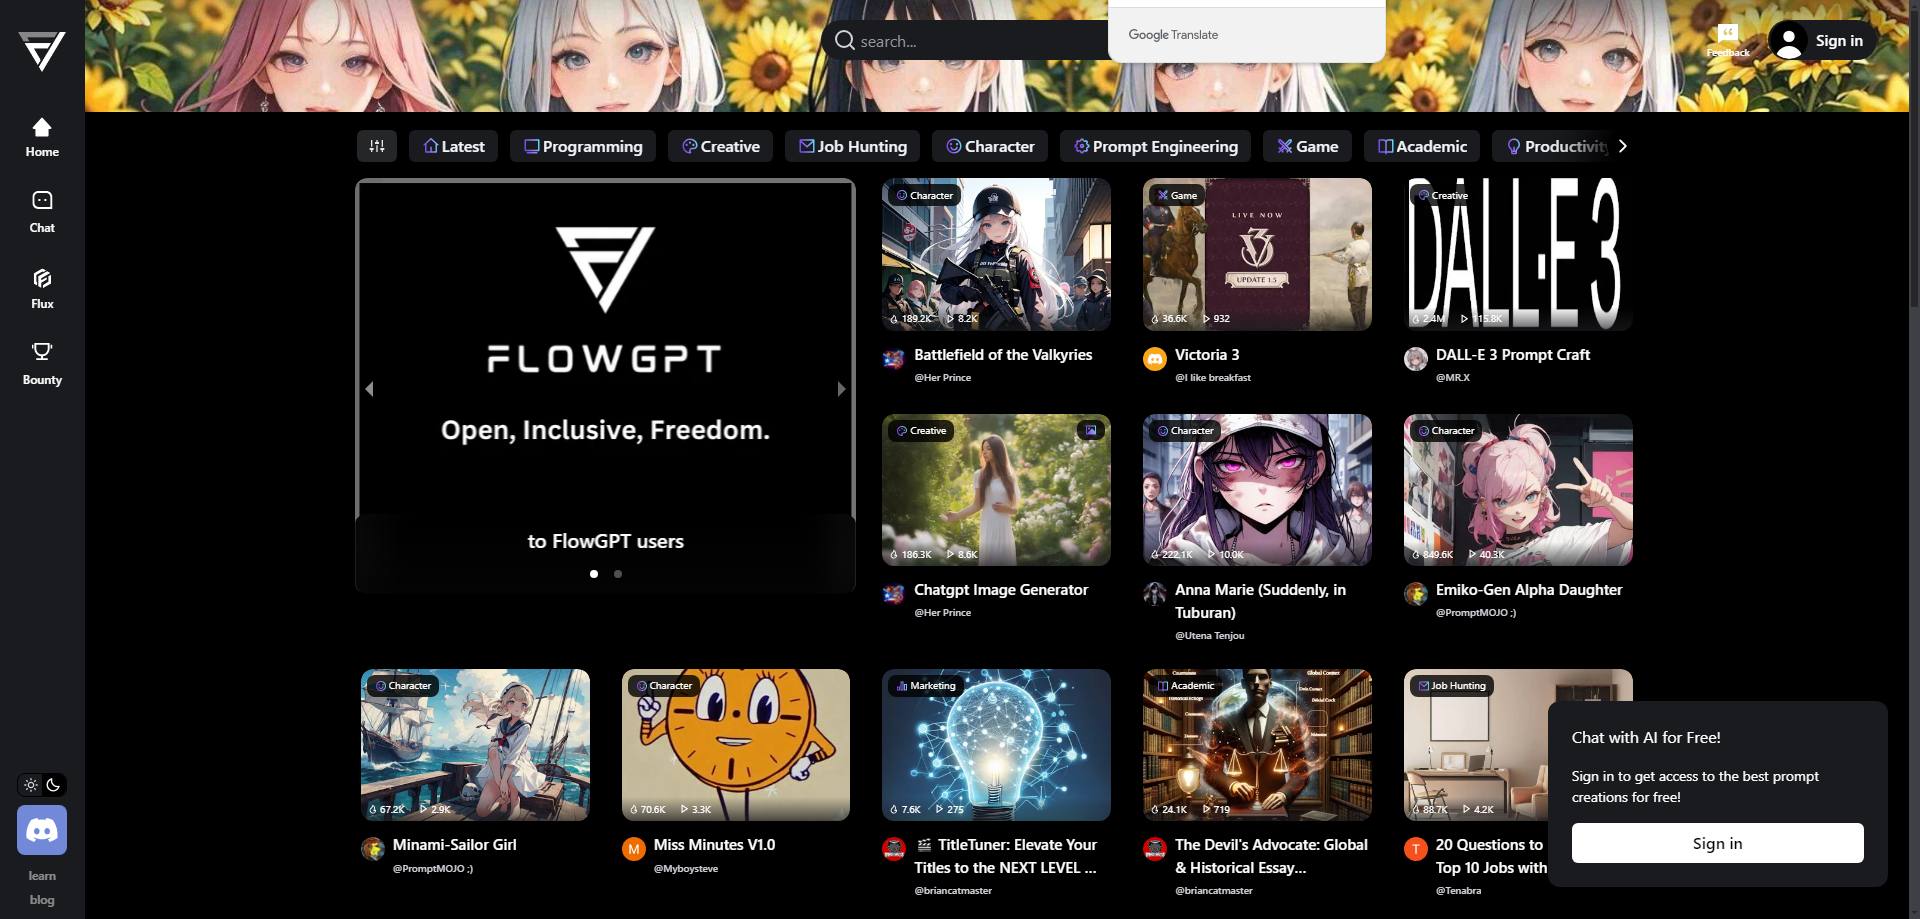 search...
Google Translate
Feedback
Sign in
Home
Chat
Flux
Bounty
learn
blog
Latest
Programming
Creative
Job Hunting
Character
Prompt Engineering
Game
Academic
Productivity
FLOWGPT
Open, Inclusive, Freedom.
to FlowGPT users
Character
189.2K 8.2K
Battlefield of the Valkyries
@Her Prince
Game
LIVE NOW
V3
UPDATE 1.5
36.6K 932
Victoria 3
@I like breakfast
Creative
DALL·E 3
2.4M 115.8K
DALL-E 3 Prompt Craft
@MR.X
Creative
186.3K 8.6K
Chatgpt Image Generator
@Her Prince
Character
222.1K 10.0K
Anna Marie (Suddenly, in
Tuburan)
@Utena Tenjou
Character
849.6K 40.3K
Emiko-Gen Alpha Daughter
@PromptMOJO ;)
Character
67.2K 2.9K
Minami-Sailor Girl
@PromptMOJO ;)
Character
70.6K 3.3K
M
Miss Minutes V1.0
@Myboysteve
Marketing
7.6K 275
🎬 TitleTuner: Elevate Your
Titles to the NEXT LEVEL ...
@briancatmaster
Academic
24.1K 719
The Devil's Advocate: Global
& Historical Essay...
@briancatmaster
Job Hunting
88.7K 4.2K
T
20 Questions to
Top 10 Jobs with
@Tenabra
Chat with AI for Free!
Sign in to get access to the best prompt
creations for free!
Sign in